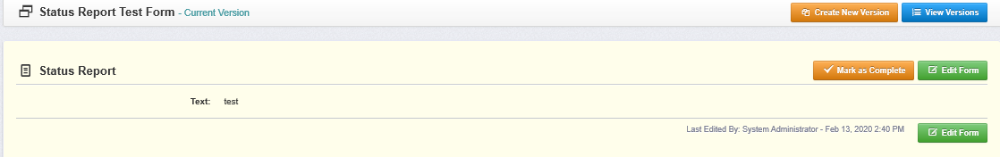 Status Report Test Form - Current Version
Create New Version
View Versions
Status Report
Mark as Complete
Edit Form
Text: test
Last Edited By: System Administrator - Feb 13, 2020 2:40 PM
Edit Form